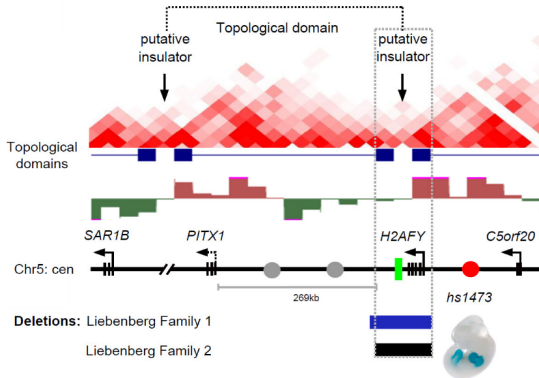 Topological domain
putative
insulator
putative
insulator
Topological
domains
SAR1B
PITX1
H2AFY
C5orf20
Chr5: cen
269kb
hs1473
Deletions: Liebenberg Family 1
Liebenberg Family 2